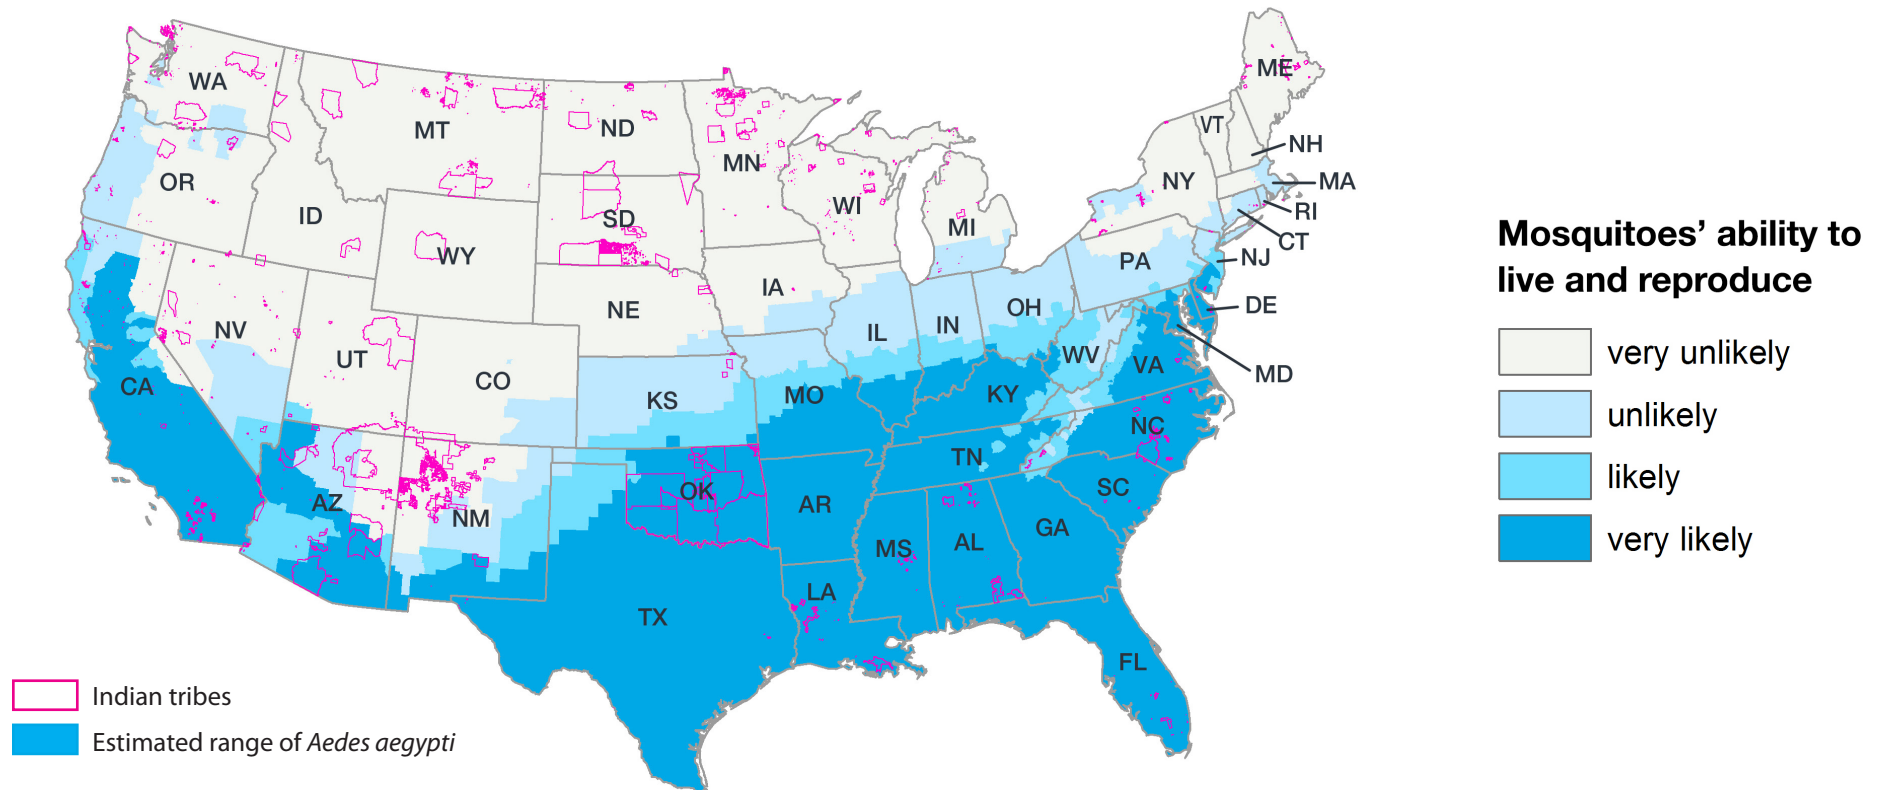 WA
MT
ND
MN
ME
VT
NH
OR
ID
WY
SD
WI
MI
NY
MA
RI
CT
NJ
PA
IA
NE
NV
UT
CO
IL
IN
OH
DE
MD
WV
VA
CA
KS
MO
KY
NC
TN
AZ
NM
OK
AR
SC
MS
AL
GA
LA
TX
FL
Mosquitoes’ ability to
live and reproduce
very unlikely
unlikely
likely
very likely
Indian tribes
Estimated range of Aedes aegypti